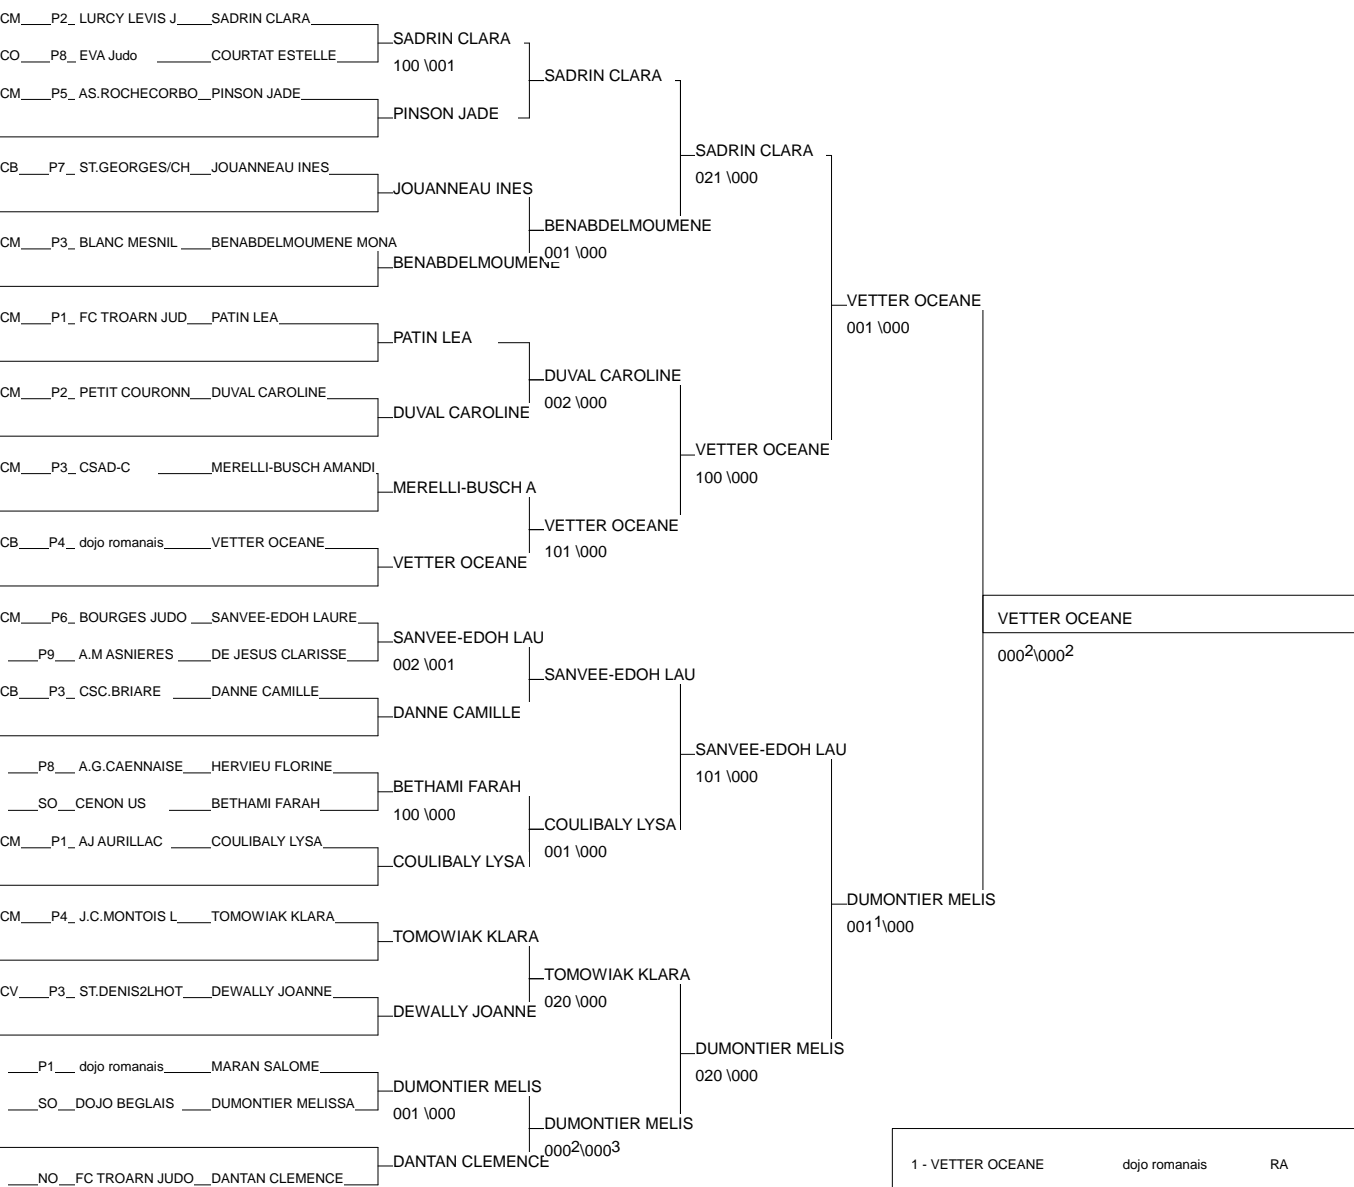 CM P2 LURCY LEVIS J SADRIN CLARA
SADRIN CLARA
CO P8 EVA Judo COURTAT ESTELLE
100 \001
SADRIN CLARA
CM P5 AS.ROCHECORBO PINSON JADE
PINSON JADE
SADRIN CLARA
021 \000
CB P7 ST.GEORGES/CH JOUANNEAU INES
JOUANNEAU INES
BENABDELMOUMENE
001 \000
CM P3 BLANC MESNIL BENABDELMOUMENE MONA
BENABDELMOUMENE
VETTER OCEANE
001 \000
CM P1 FC TROARN JUD PATIN LEA
PATIN LEA
DUVAL CAROLINE
002 \000
CM P2 PETIT COURONN DUVAL CAROLINE
DUVAL CAROLINE
VETTER OCEANE
100 \000
CM P3 CSAD-C MERELLI-BUSCH AMANDI
MERELLI-BUSCH A
VETTER OCEANE
101 \000
CB P4 dojo romanais VETTER OCEANE
VETTER OCEANE
VETTER OCEANE
000²\000²
CM P6 BOURGES JUDO SANVEE-EDOH LAURE
SANVEE-EDOH LAU
P9 A.M ASNIERES DE JESUS CLARISSE
002 \001
SANVEE-EDOH LAU
CB P3 CSC.BRIARE DANNE CAMILLE
DANNE CAMILLE
SANVEE-EDOH LAU
101 \000
P8 A.G.CAENNAISE HERVIEU FLORINE
BETHAMI FARAH
SO CENON US BETHAMI FARAH
100 \000
COULIBALY LYSA
001 \000
CM P1 AJ AURILLAC COULIBALY LYSA
COULIBALY LYSA
DUMONTIER MELIS
001¹\000
CM P4 J.C.MONTOIS L TOMOWIAK KLARA
TOMOWIAK KLARA
TOMOWIAK KLARA
020 \000
CV P3 ST.DENIS2LHOT DEWALLY JOANNE
DEWALLY JOANNE
DUMONTIER MELIS
020 \000
P1 dojo romanais MARAN SALOME
DUMONTIER MELIS
SO DOJO BEGLAIS DUMONTIER MELISSA
001 \000
DUMONTIER MELIS
000²\000³
DANTAN CLEMENCE
NO FC TROARN JUDO DANTAN CLEMENCE
1 - VETTER OCEANE dojo romanais RA